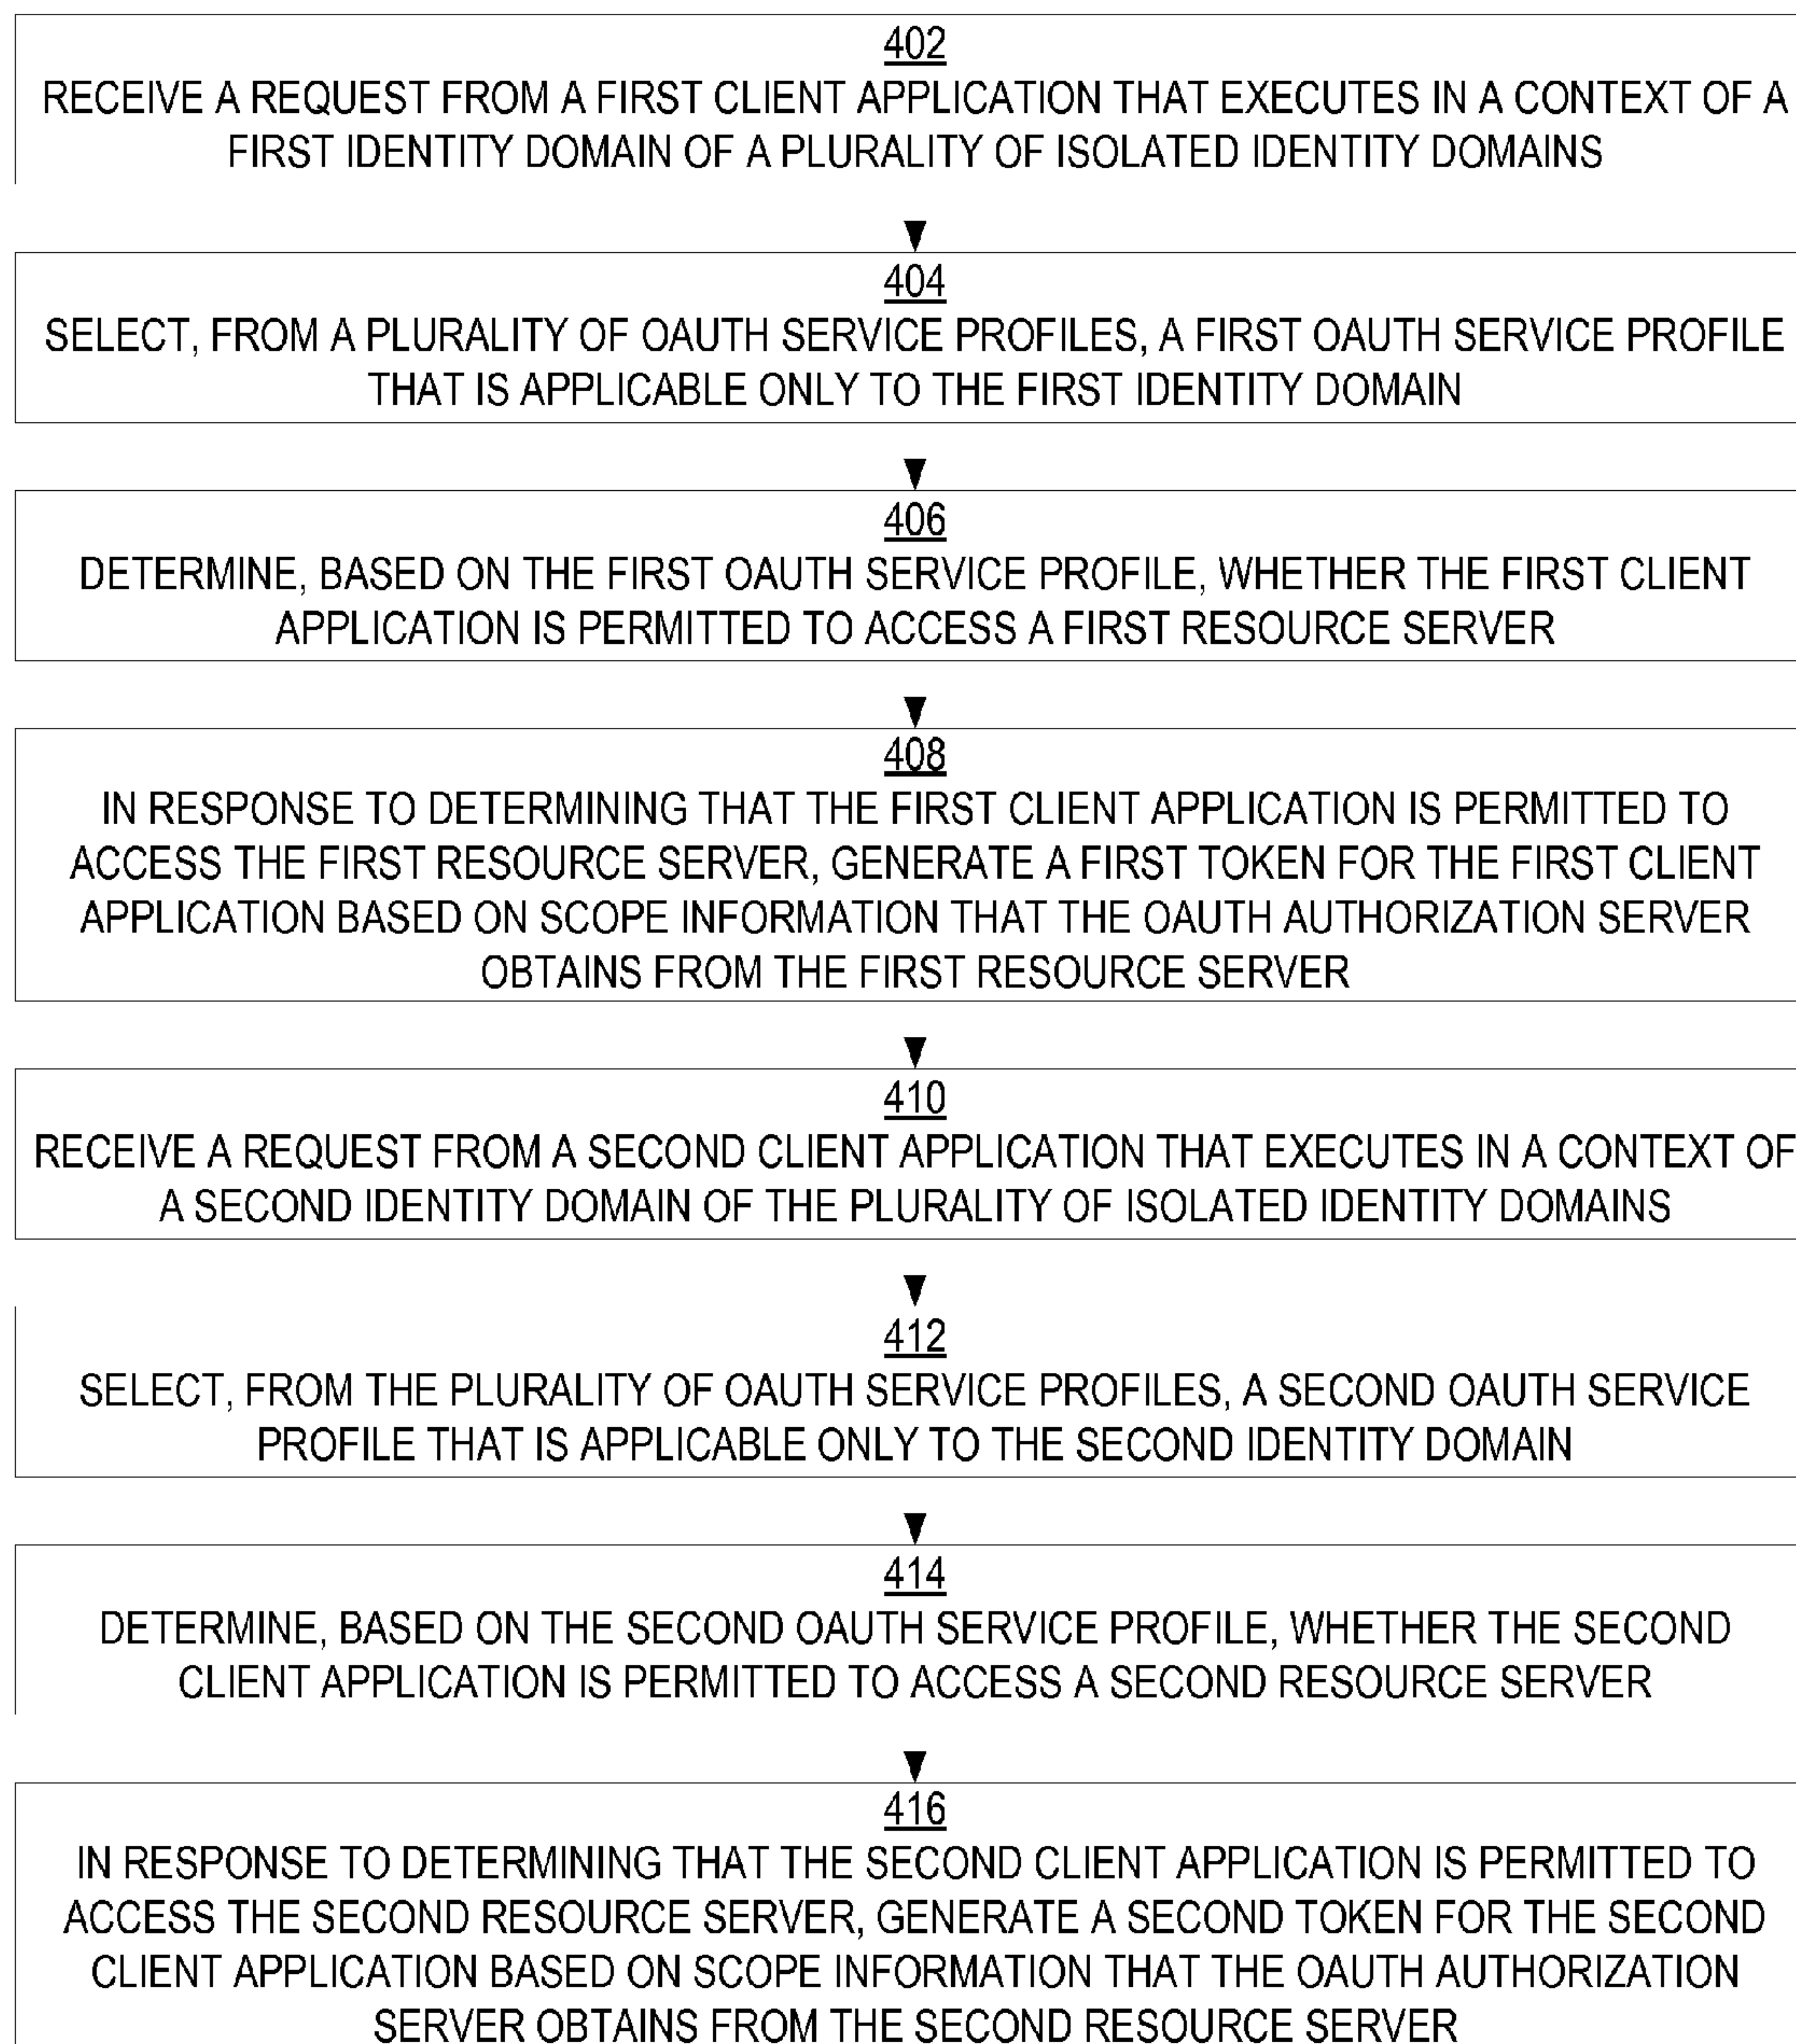 402
RECEIVE A REQUEST FROM A FIRST CLIENT APPLICATION THAT EXECUTES IN A CONTEXT OF A
FIRST IDENTITY DOMAIN OF A PLURALITY OF ISOLATED IDENTITY DOMAINS
404
SELECT, FROM A PLURALITY OF OAUTH SERVICE PROFILES, A FIRST OAUTH SERVICE PROFILE
THAT IS APPLICABLE ONLY TO THE FIRST IDENTITY DOMAIN
406
DETERMINE, BASED ON THE FIRST OAUTH SERVICE PROFILE, WHETHER THE FIRST CLIENT
APPLICATION IS PERMITTED TO ACCESS A FIRST RESOURCE SERVER
408
IN RESPONSE TO DETERMINING THAT THE FIRST CLIENT APPLICATION IS PERMITTED TO
ACCESS THE FIRST RESOURCE SERVER, GENERATE A FIRST TOKEN FOR THE FIRST CLIENT
APPLICATION BASED ON SCOPE INFORMATION THAT THE OAUTH AUTHORIZATION SERVER
OBTAINS FROM THE FIRST RESOURCE SERVER
410
RECEIVE A REQUEST FROM A SECOND CLIENT APPLICATION THAT EXECUTES IN A CONTEXT OF
A SECOND IDENTITY DOMAIN OF THE PLURALITY OF ISOLATED IDENTITY DOMAINS
412
SELECT, FROM THE PLURALITY OF OAUTH SERVICE PROFILES, A SECOND OAUTH SERVICE
PROFILE THAT IS APPLICABLE ONLY TO THE SECOND IDENTITY DOMAIN
414
DETERMINE, BASED ON THE SECOND OAUTH SERVICE PROFILE, WHETHER THE SECOND
CLIENT APPLICATION IS PERMITTED TO ACCESS A SECOND RESOURCE SERVER
416
IN RESPONSE TO DETERMINING THAT THE SECOND CLIENT APPLICATION IS PERMITTED TO
ACCESS THE SECOND RESOURCE SERVER, GENERATE A SECOND TOKEN FOR THE SECOND
CLIENT APPLICATION BASED ON SCOPE INFORMATION THAT THE OAUTH AUTHORIZATION
SERVER OBTAINS FROM THE SECOND RESOURCE SERVER